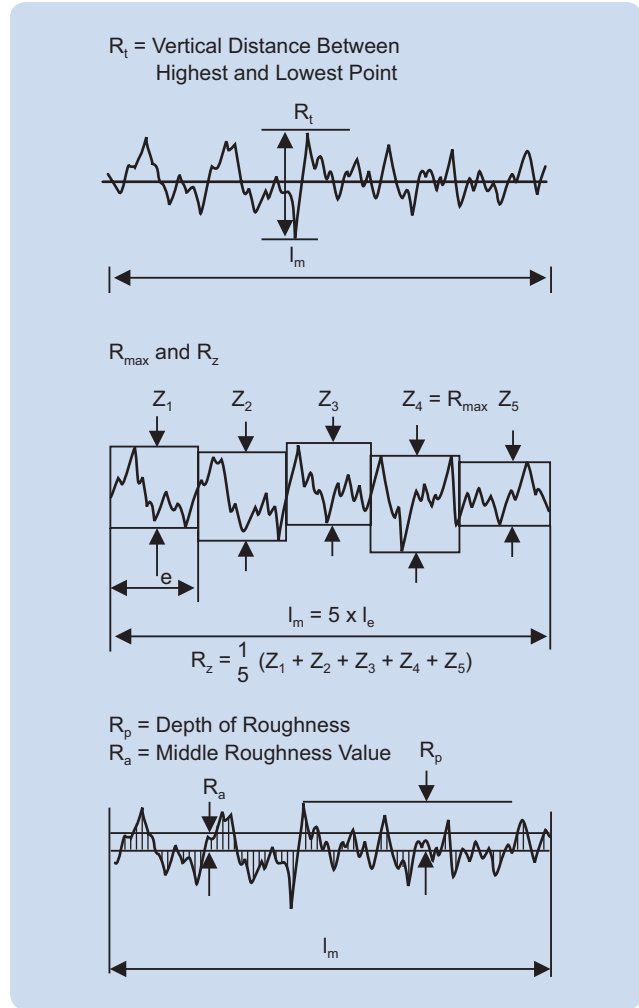 Rt = Vertical Distance Between
Highest and Lowest Point
Rt
lm
Rmax and Rz
Z1 Z2 Z3 Z4 = Rmax Z5
e
lm = 5 x le
Rz = 1/5 (Z1 + Z2 + Z3 + Z4 + Z5)
Rp = Depth of Roughness
Ra = Middle Roughness Value
Rp
Ra
lm